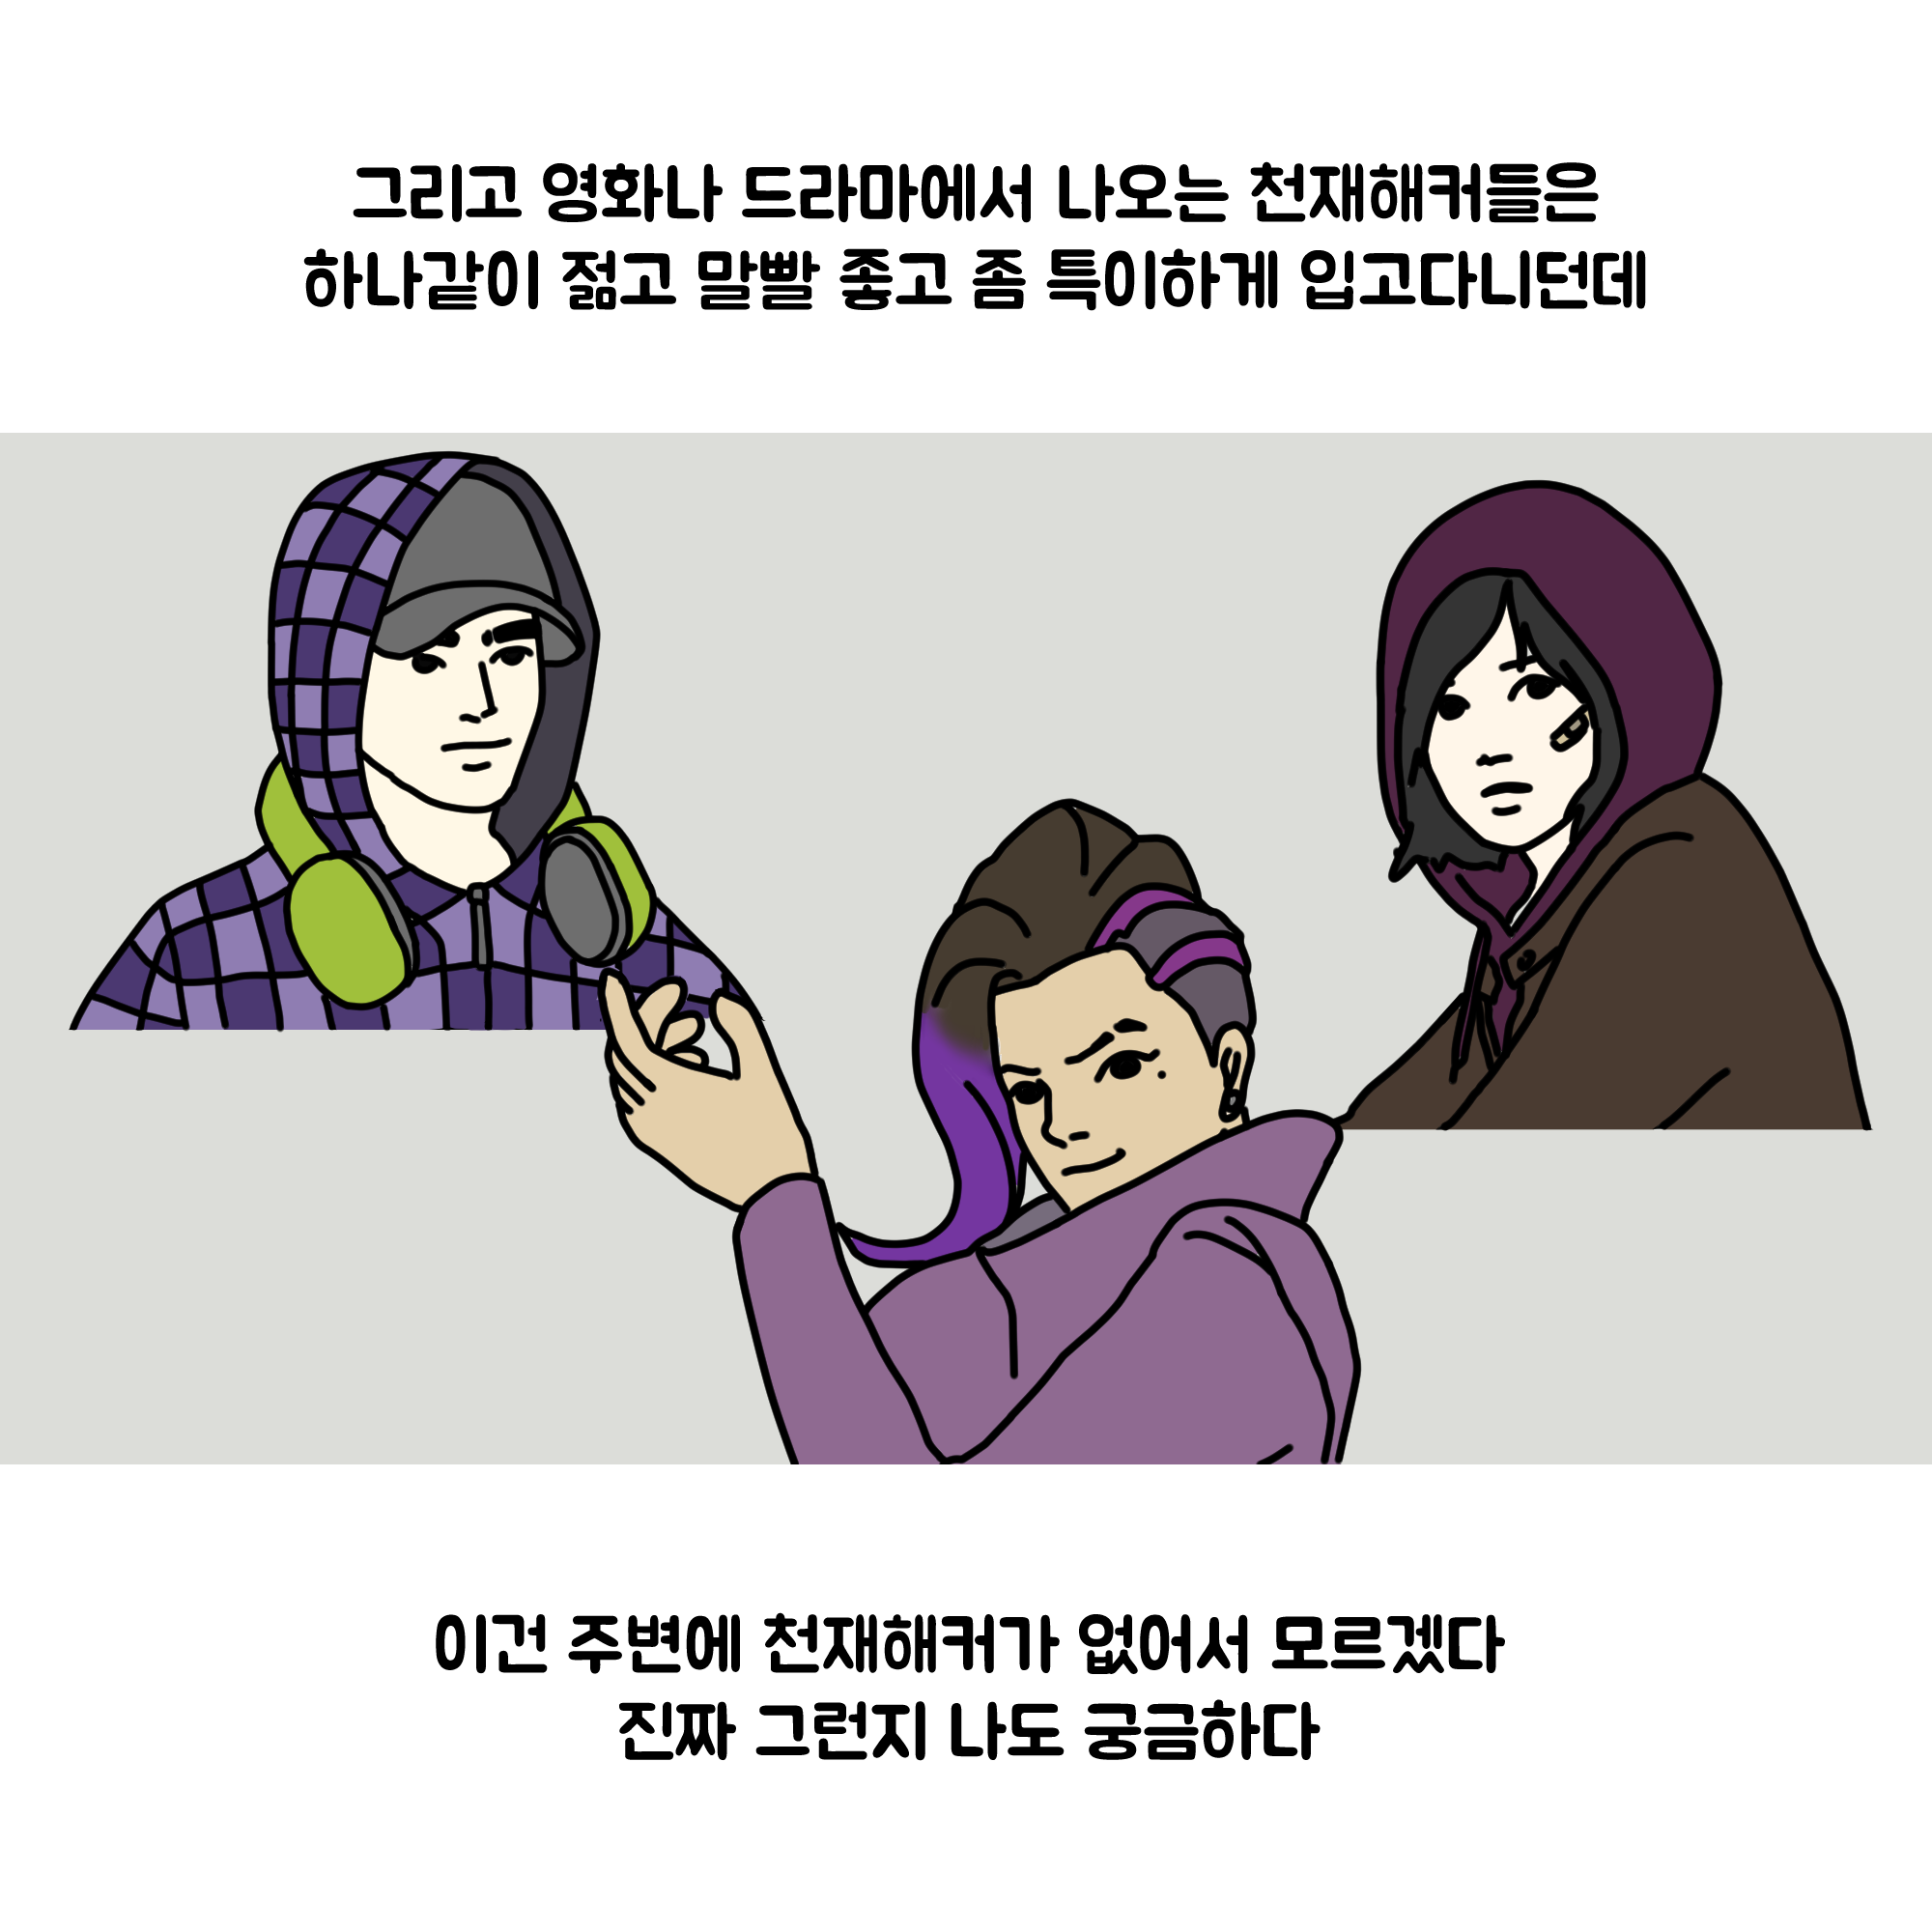 그리고 영화나 드라마에서 나오는 천재해커들은
하나같이 젊고 말빨 좋고 좀 특이하게 입고다니던데
이건 주변에 천재해커가 없어서 모르겠다
진짜 그런지 나도 궁금하다